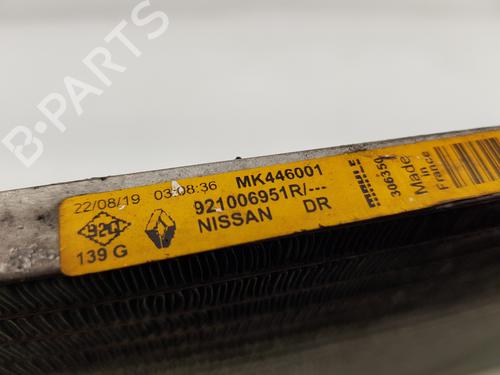 22/08/19 03:08:36 MK446001
921006951R/---
NISSAN DR
920
139 G
MAHLE
306350
Made
In
France
B-PARTS